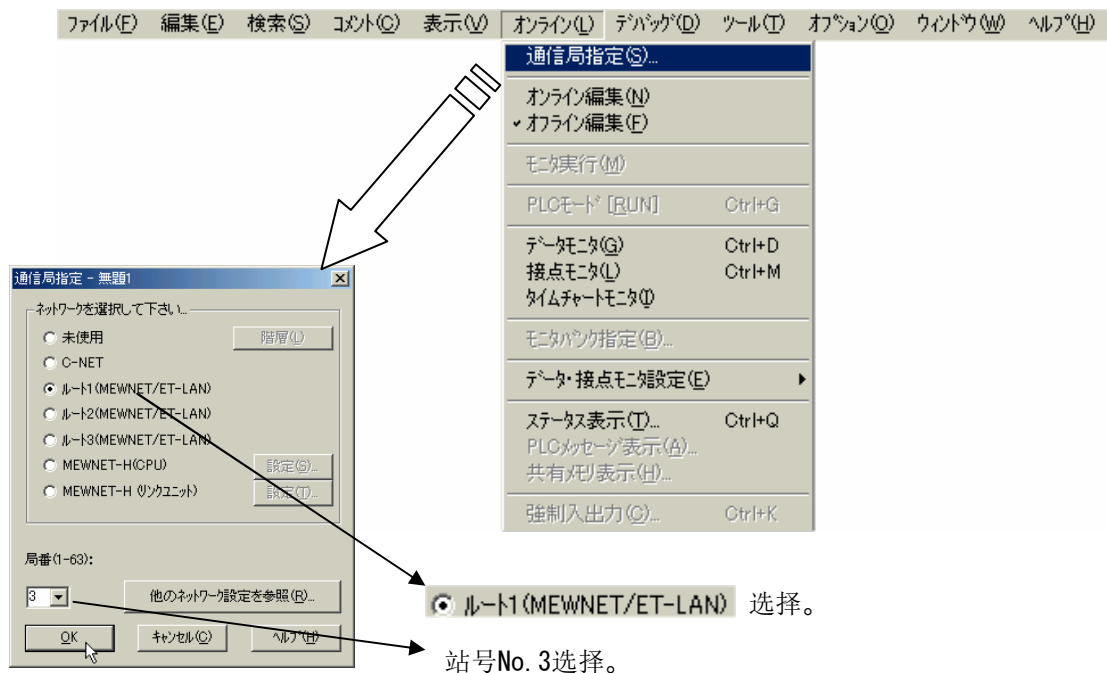 ファイル(F) 編集(E) 検索(S) コメント(C) 表示(V) オンライン(L) デバッグ(D) ツール(T) オプション(O) ウィンドウ(W) ヘルプ(H)
通信局指定(S)...
オンライン編集(N)
✓オフライン編集(F)
モニタ実行(M)
PLCモード [RUN] Ctrl+G
データモニタ(G) Ctrl+D
接点モニタ(L) Ctrl+M
タイムチャートモニタ(I)
モニタバンク指定(B)...
データ・接点モニタ設定(E)
ステータス表示(T)... Ctrl+Q
PLCメッセージ表示(A)...
共有メモリ表示(H)...
強制入出力(C)... Ctrl+K
通信局指定 - 無題1
ネットワークを選択して下さい...
未使用 階層(L)
C-NET
ルート1(MEWNET/ET-LAN)
ルート2(MEWNET/ET-LAN)
ルート3(MEWNET/ET-LAN)
MEWNET-H(CPU) 設定(S)...
MEWNET-H (リンクユニット) 設定(T)...
局番(1-63):
3 他のネットワーク設定を参照(R)...
OK キャンセル(C) ヘルプ(H)
ルート1(MEWNET/ET-LAN) 选择。
站号No.3选择。